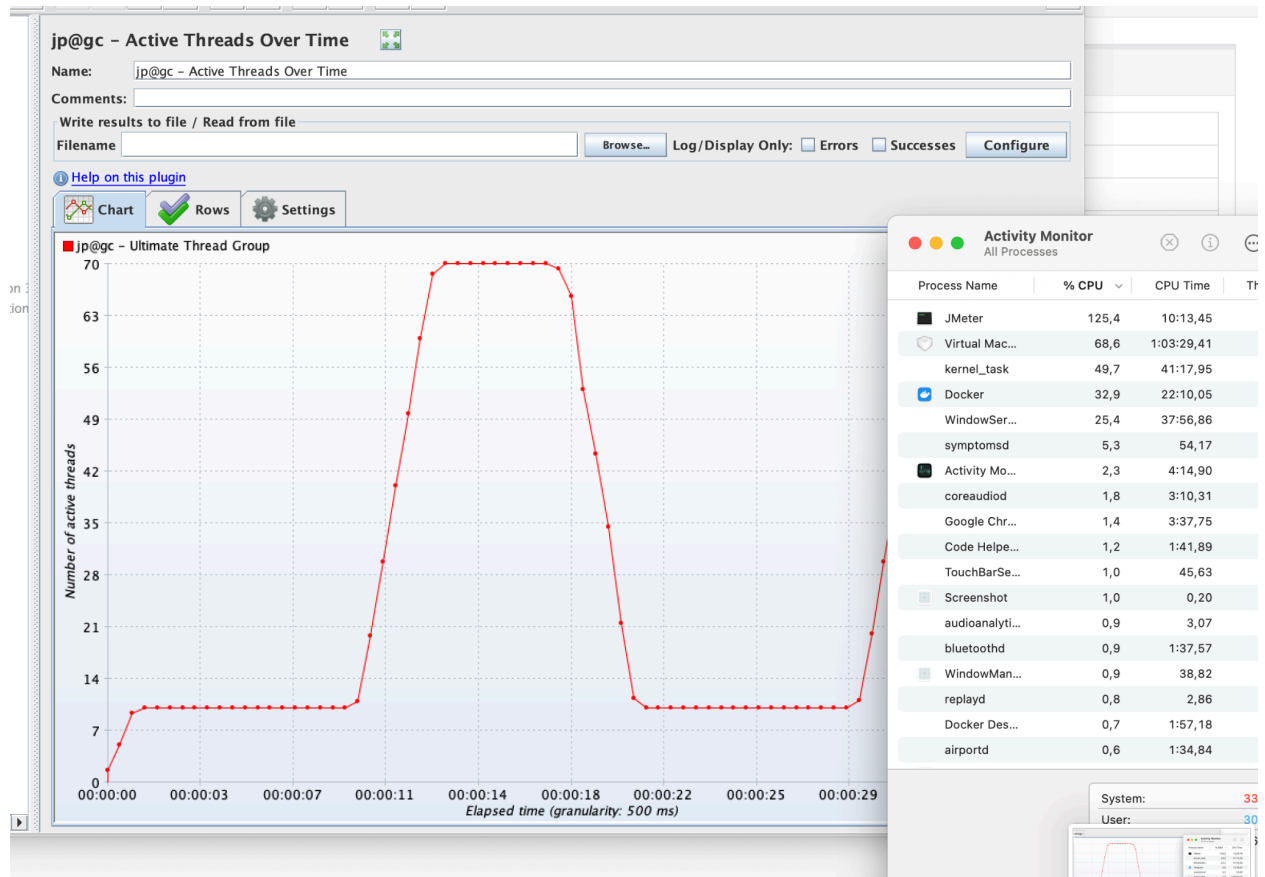 jp@gc – Active Threads Over Time
Name: jp@gc – Active Threads Over Time
Comments:
Write results to file / Read from file
Filename Browse... Log/Display Only: Errors Successes Configure
Help on this plugin
Chart Rows Settings
jp@gc – Ultimate Thread Group
70
63
56
49
42
35
28
21
14
7
0
Number of active threads
00:00:00 00:00:03 00:00:07 00:00:11 00:00:14 00:00:18 00:00:22 00:00:25 00:00:29
Elapsed time (granularity: 500 ms)
Activity Monitor
All Processes
Process Name % CPU CPU Time
JMeter 125,4 10:13,45
Virtual Mac... 68,6 1:03:29,41
kernel_task 49,7 41:17,95
Docker 32,9 22:10,05
WindowSer... 25,4 37:56,86
symptomsd 5,3 54,17
Activity Mo... 2,3 4:14,90
coreaudiod 1,8 3:10,31
Google Chr... 1,4 3:37,75
Code Helpe... 1,2 1:41,89
TouchBarSe... 1,0 45,63
Screenshot 1,0 0,20
audioanalyti... 0,9 3,07
bluetoothd 0,9 1:37,57
WindowMan... 0,9 38,82
replayd 0,8 2,86
Docker Des... 0,7 1:57,18
airportd 0,6 1:34,84
System: 33
User: 30